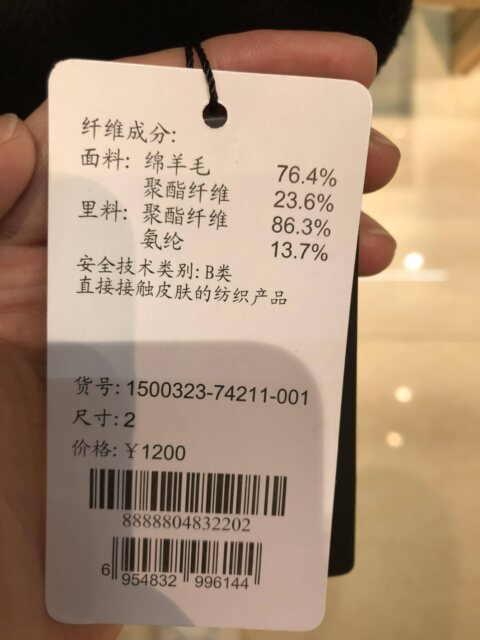 纤维成分:
面料: 绵羊毛 76.4%
聚酯纤维 23.6%
里料: 聚酯纤维 86.3%
氨纶 13.7%
安全技术类别: B类
直接接触皮肤的纺织产品
货号: 1500323-74211-001
尺寸: 2
价格: ￥1200
8888804832202
6 954832 996144